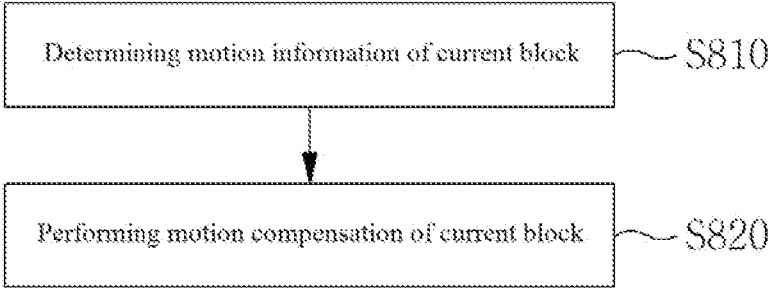 Determining motion information of current block
S810
Performing motion compensation of current block
S820